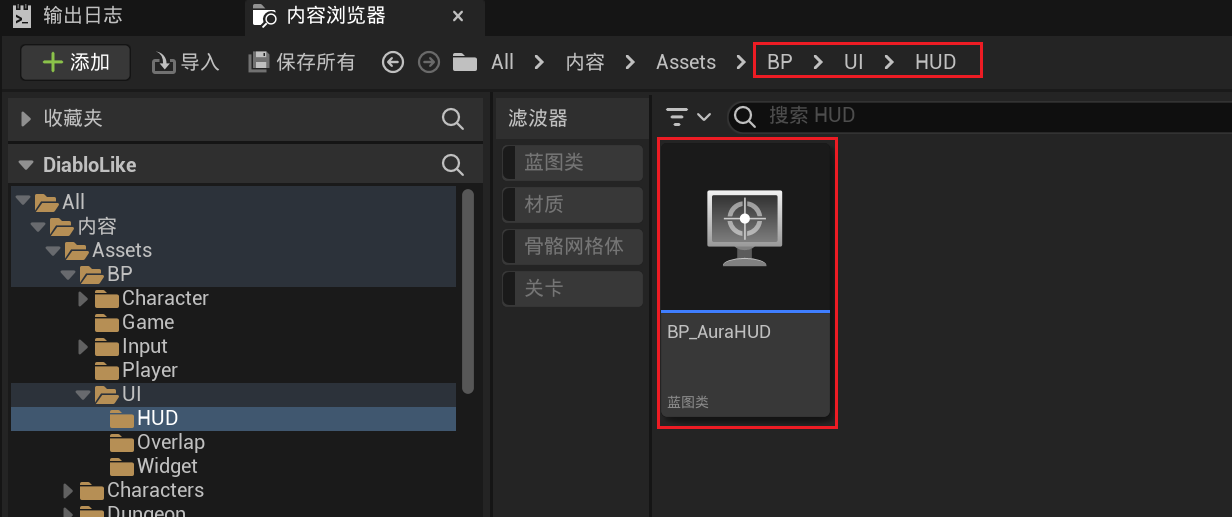 输出日志
内容浏览器
添加 导入 保存所有 All 内容 Assets BP UI HUD
收藏夹
DiabloLike
All
内容
Assets
BP
Character
Game
Input
Player
UI
HUD
Overlap
Widget
Characters
Dungeon
滤波器
蓝图类
材质
骨骼网格体
关卡
搜索 HUD
BP_AuraHUD
蓝图类